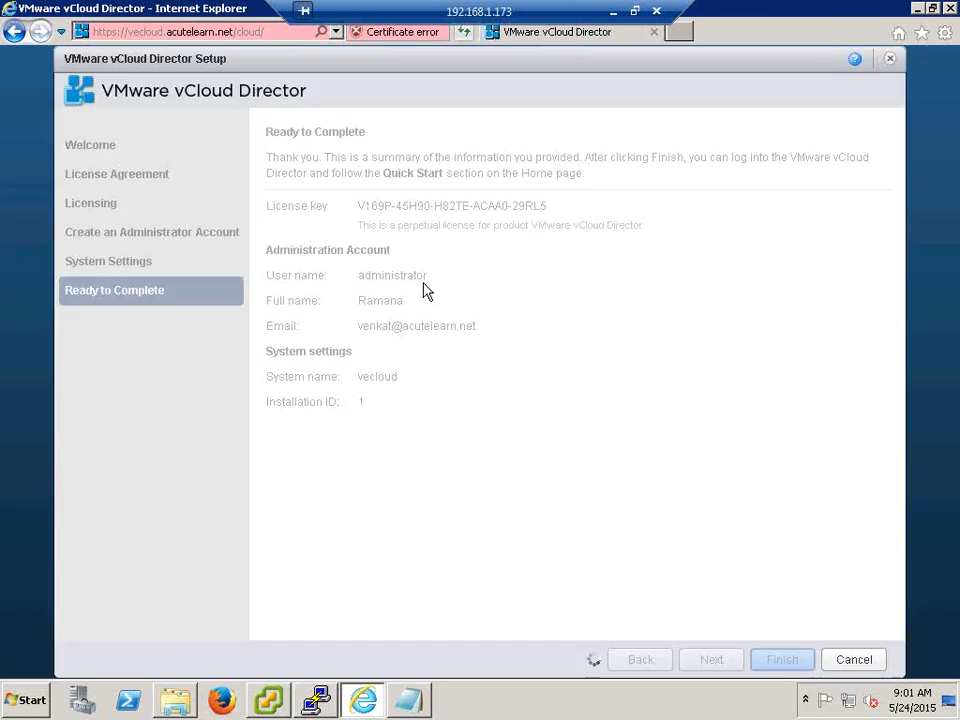 VMware vCloud Director - Internet Explorer
192.168.1.173
https://vecloud.acutelearn.net/cloud/
Certificate error
VMware vCloud Director
VMware vCloud Director Setup
VMware vCloud Director
Welcome
License Agreement
Licensing
Create an Administrator Account
System Settings
Ready to Complete
Ready to Complete
Thank you. This is a summary of the information you provided. After clicking Finish, you can log into the VMware vCloud
Director and follow the Quick Start section on the Home page.
License key V169P-45H90-H82TE-ACAA0-29RL5
This is a perpetual license for product VMware vCloud Director
Administration Account
User name: administrator
Full name: Ramana
Email: venkat@acutelearn.net
System settings
System name: vecloud
Installation ID: 1
Back Next Finish Cancel
Start
9:01 AM
5/24/2015